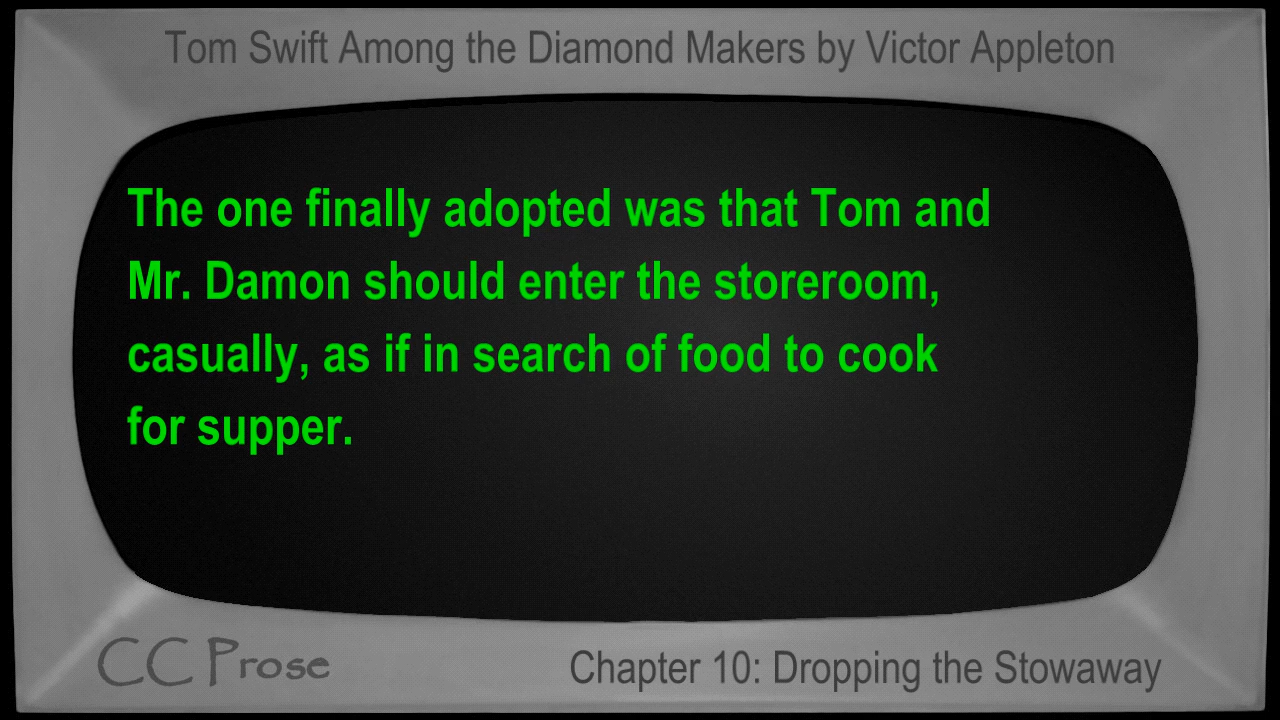 Tom Swift Among the Diamond Makers by Victor Appleton
The one finally adopted was that Tom and
Mr. Damon should enter the storeroom,
casually, as if in search of food to cook
for supper.
CC Prose
Chapter 10: Dropping the Stowaway